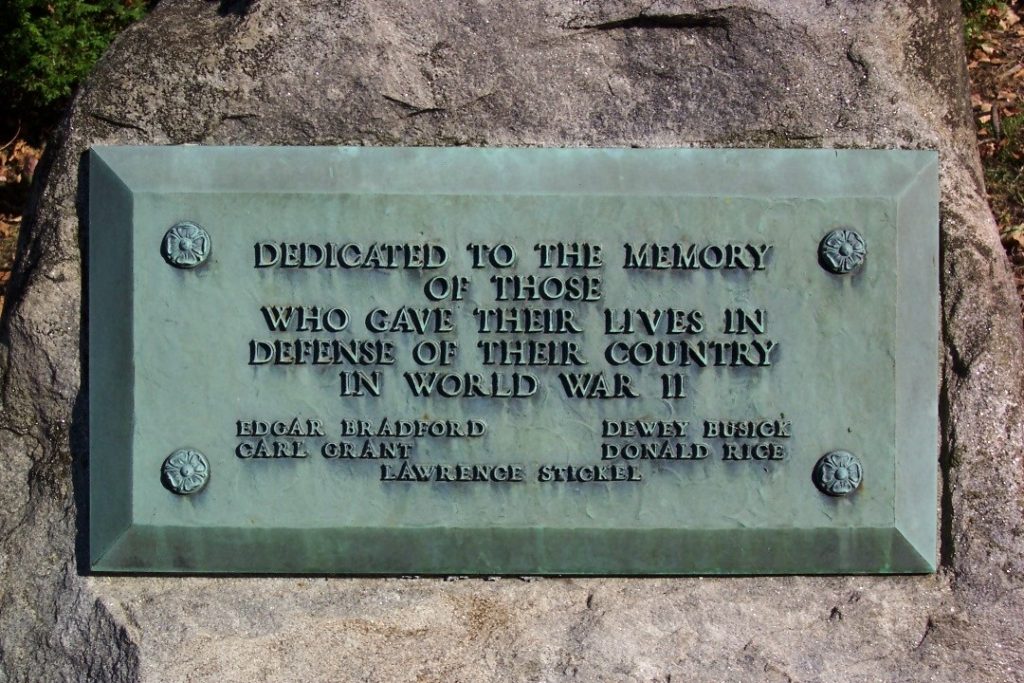 DEDICATED TO THE MEMORY
OF THOSE
WHO GAVE THEIR LIVES IN
DEFENSE OF THEIR COUNTRY
IN WORLD WAR II
EDGAR BRADFORD DEWEY BUSICK
CARL GRANT DONALD RICE
LAWRENCE STICKEL